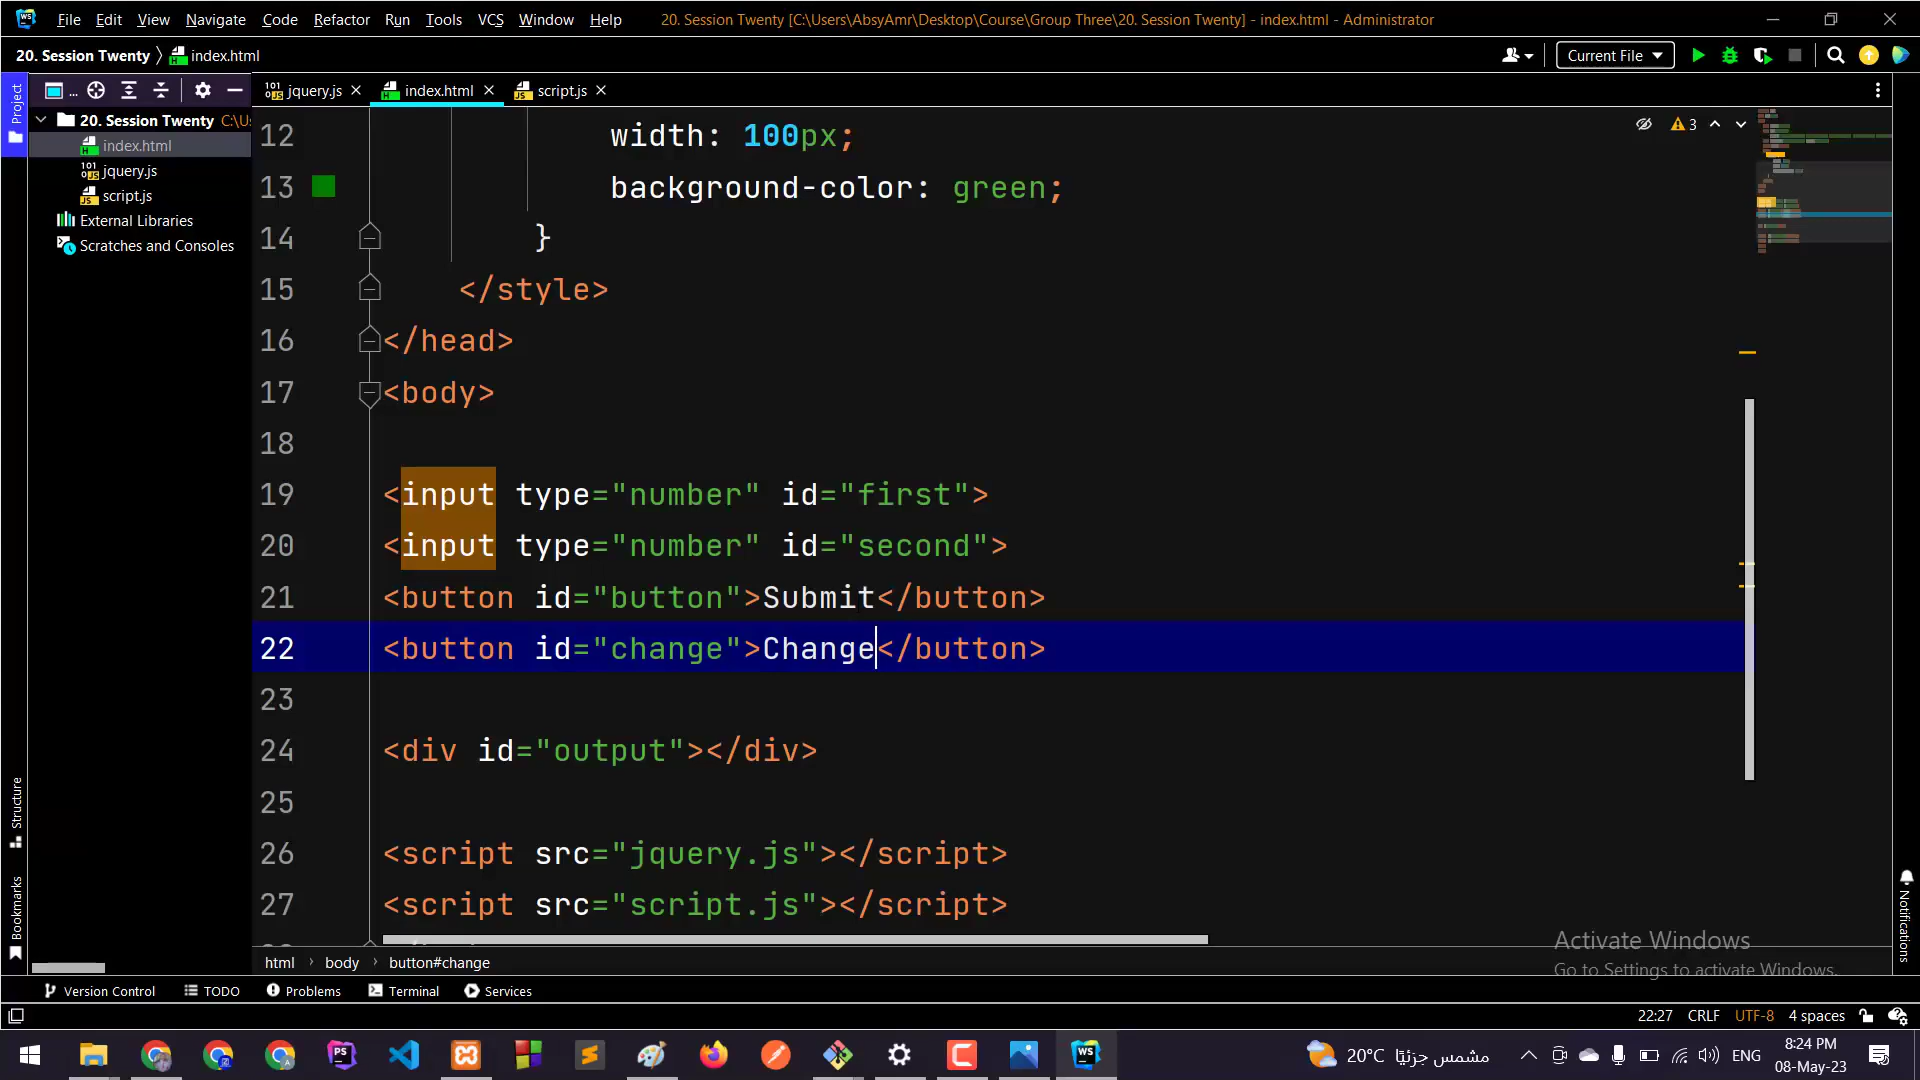 File Edit View Navigate Code Refactor Run Tools VCS Window Help 20. Session Twenty [C:\Users\AbsyAmr\Desktop\Course\Group Three\20. Session Twenty] - index.html - Administrator
20. Session Twenty index.html Current File
Project
... jquery.js index.html script.js
20. Session Twenty C:\U
index.html
jquery.js
script.js
External Libraries
Scratches and Consoles
3
12 width: 100px;
13 background-color: green;
14 }
15 </style>
16 </head>
17 <body>
18
19 <input type="number" id="first">
20 <input type="number" id="second">
21 <button id="button">Submit</button>
22 <button id="change">Change</button>
23
24 <div id="output"></div>
25
26 <script src="jquery.js"></script>
27 <script src="script.js"></script>
Structure
Bookmarks
Notifications
Activate Windows
Go to Settings to activate Windows.
html body button#change
Version Control TODO Problems Terminal Services
22:27 CRLF UTF-8 4 spaces
20°C مشمس جزئيًا ENG 8:24 PM
08-May-23